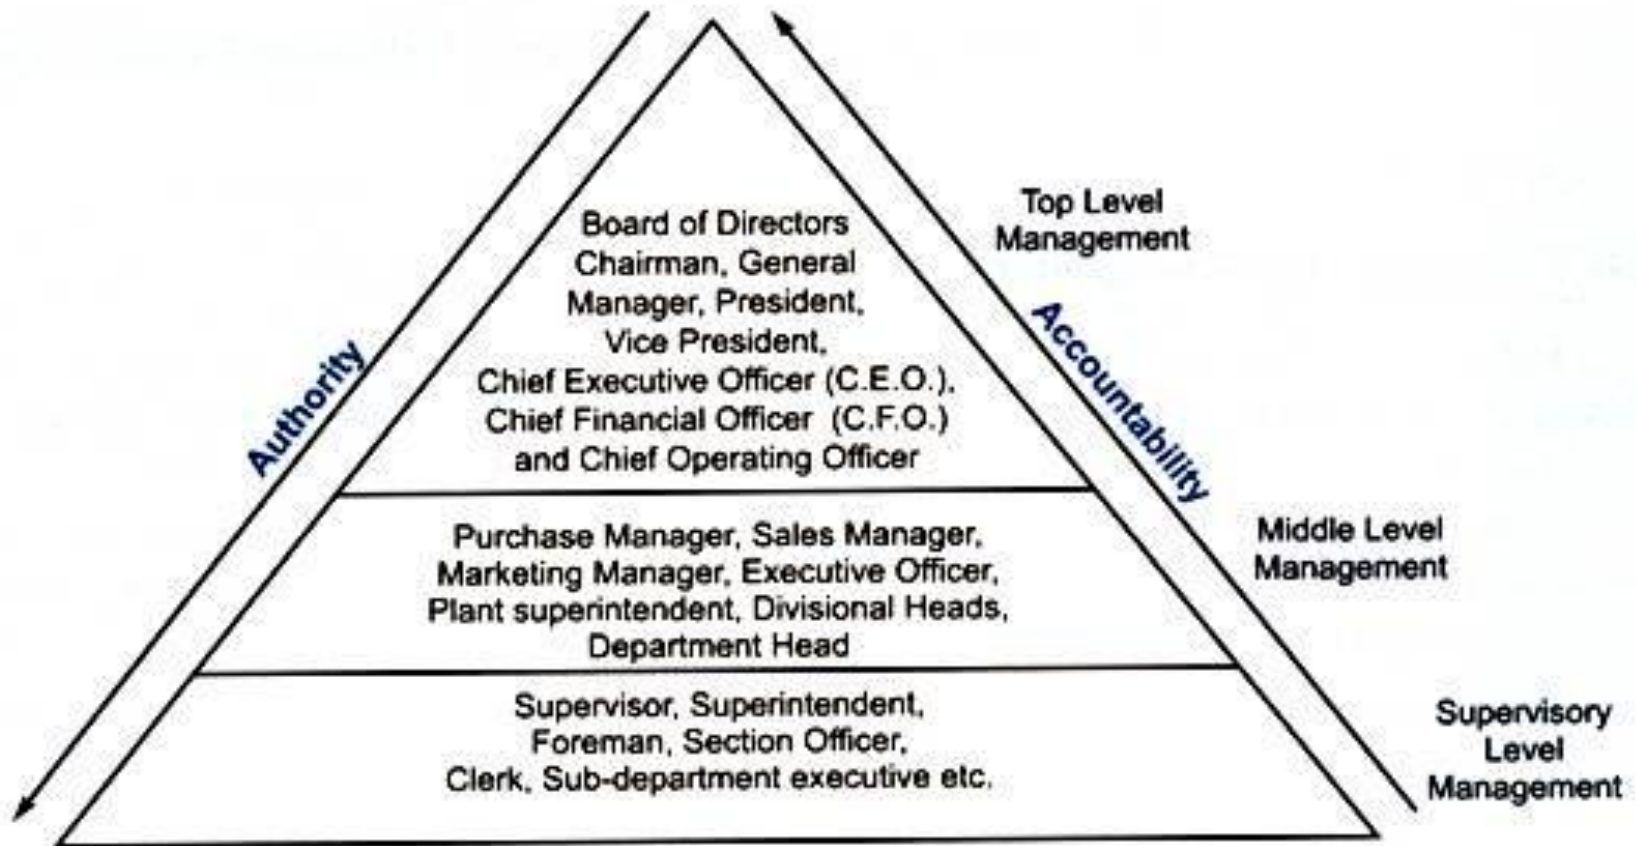 Board of Directors
Chairman, General
Manager, President,
Vice President,
Chief Executive Officer (C.E.O.),
Chief Financial Officer (C.F.O.)
and Chief Operating Officer
Top Level
Management
Authority
Accountability
Purchase Manager, Sales Manager,
Marketing Manager, Executive Officer,
Plant superintendent, Divisional Heads,
Department Head
Middle Level
Management
Supervisor, Superintendent,
Foreman, Section Officer,
Clerk, Sub-department executive etc.
Supervisory
Level
Management